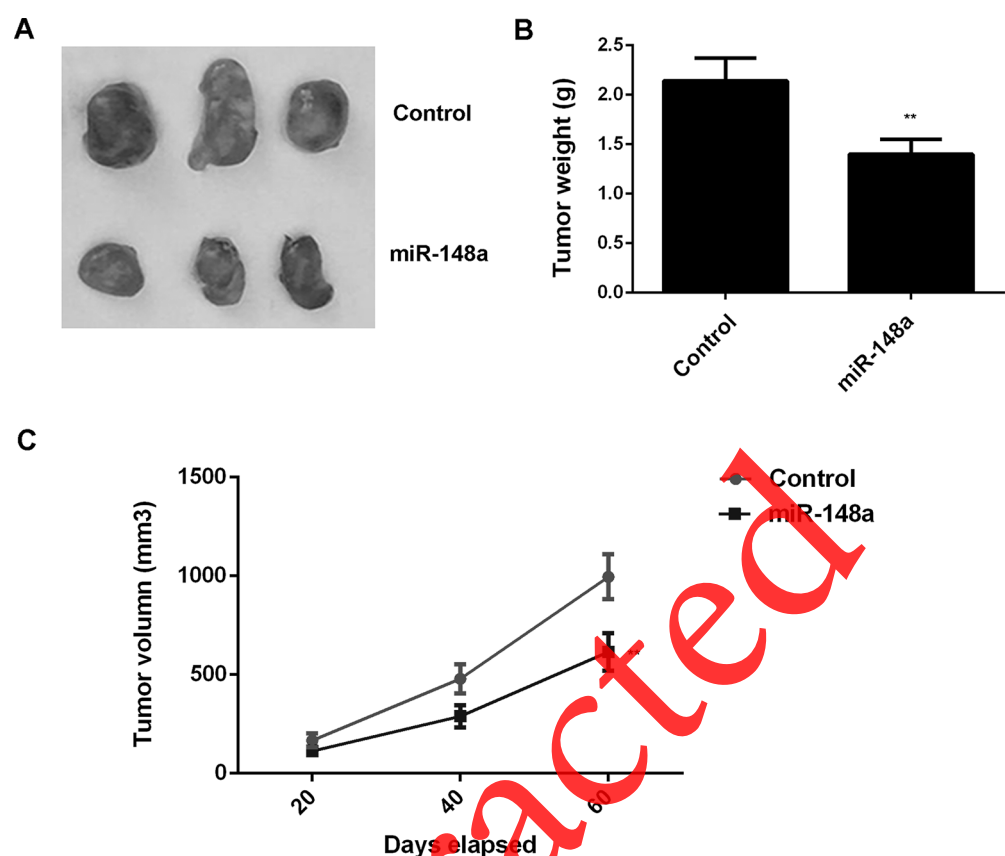 A
Control
miR-148a
B
Tumor weight (g)
2.5
2.0
1.5
1.0
0.5
0.0
**
Control
miR-148a
C
Tumor volumn (mm3)
1500
1000
500
0
**
20
40
60
Days elapsed
Control
miR-148a
racted